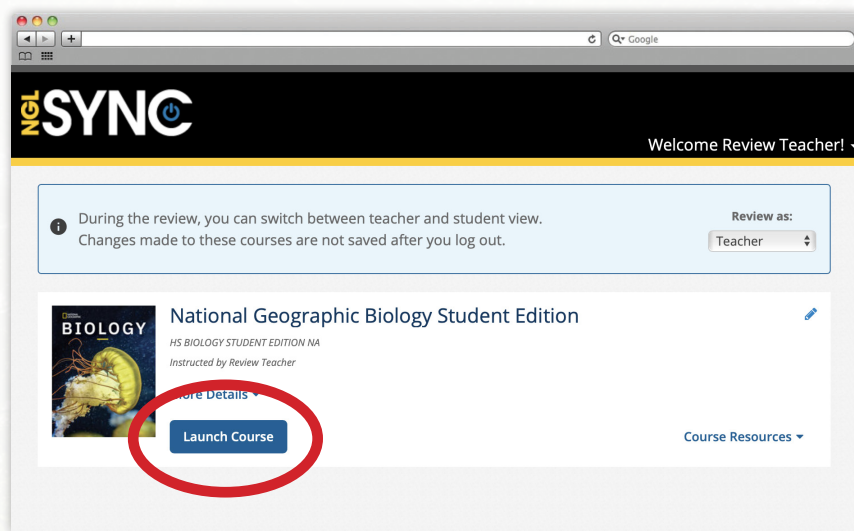 Google
NGL
SYNC
Welcome Review Teacher!
During the review, you can switch between teacher and student view.
Changes made to these courses are not saved after you log out.
Review as:
Teacher
BIOLOGY
National Geographic Biology Student Edition
HS BIOLOGY STUDENT EDITION NA
Instructed by Review Teacher
More Details
Launch Course
Course Resources